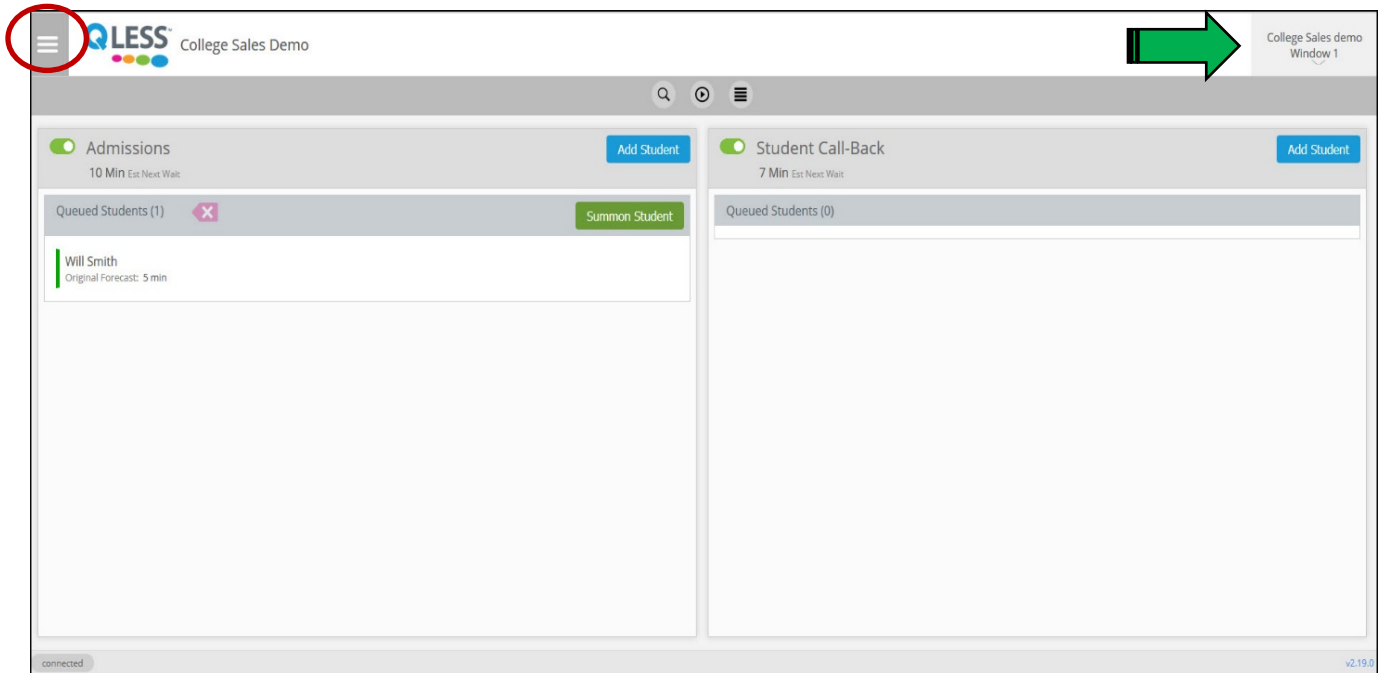 QLESS™ College Sales Demo
College Sales demo
Window 1
Admissions
Add Student
10 Min Est Next Wait
Queued Students (1)
Summon Student
Will Smith
Original Forecast: 5 min
Student Call-Back
Add Student
7 Min Est Next Wait
Queued Students (0)
connected
v2.19.0